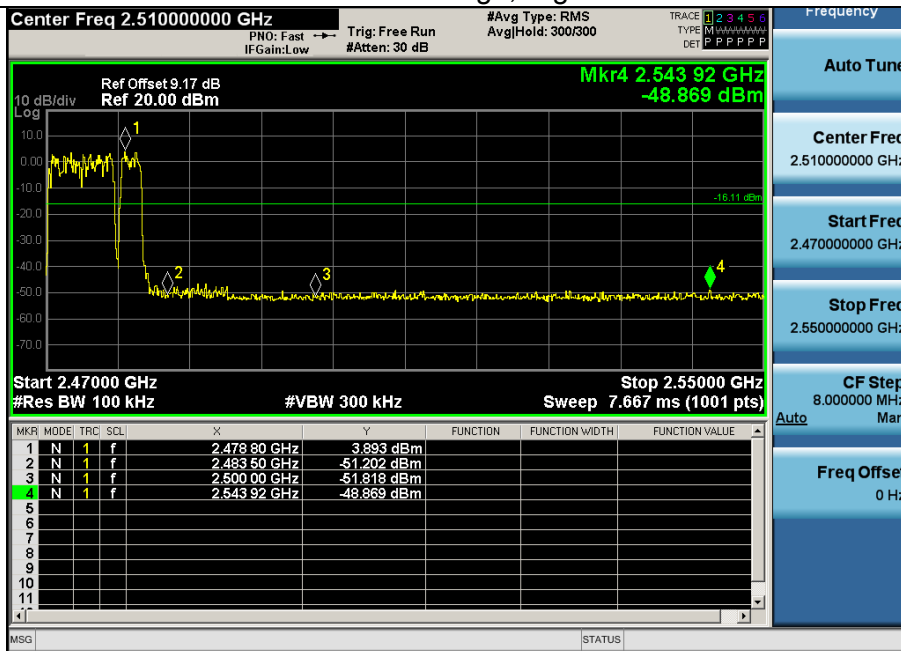 Center Freq 2.510000000 GHz
PNO: Fast
IFGain:Low
Trig: Free Run
#Atten: 30 dB
#Avg Type: RMS
Avg|Hold: 300/300
TRACE 1 2 3 4 5 6
TYPE M
DET P P P P P P
Frequency
Ref Offset 9.17 dB
10 dB/div Ref 20.00 dBm
Log
Mkr4 2.543 92 GHz
-48.869 dBm
10.0
0.00
-10.0
-20.0
-30.0
-40.0
-50.0
-60.0
-70.0
1
2
3
4
-16.11 dBm
Start 2.47000 GHz
Stop 2.55000 GHz
#Res BW 100 kHz
#VBW 300 kHz
Sweep 7.667 ms (1001 pts)
MKR MODE TRC SCL X Y FUNCTION FUNCTION WIDTH FUNCTION VALUE
1 N 1 f 2.478 80 GHz 3.893 dBm
2 N 1 f 2.483 50 GHz -51.202 dBm
3 N 1 f 2.500 00 GHz -51.818 dBm
4 N 1 f 2.543 92 GHz -48.869 dBm
5
6
7
8
9
10
11
MSG
STATUS
Auto Tune
Center Freq
2.510000000 GHz
Start Freq
2.470000000 GHz
Stop Freq
2.550000000 GHz
CF Step
8.000000 MHz
Auto Man
Freq Offset
0 Hz